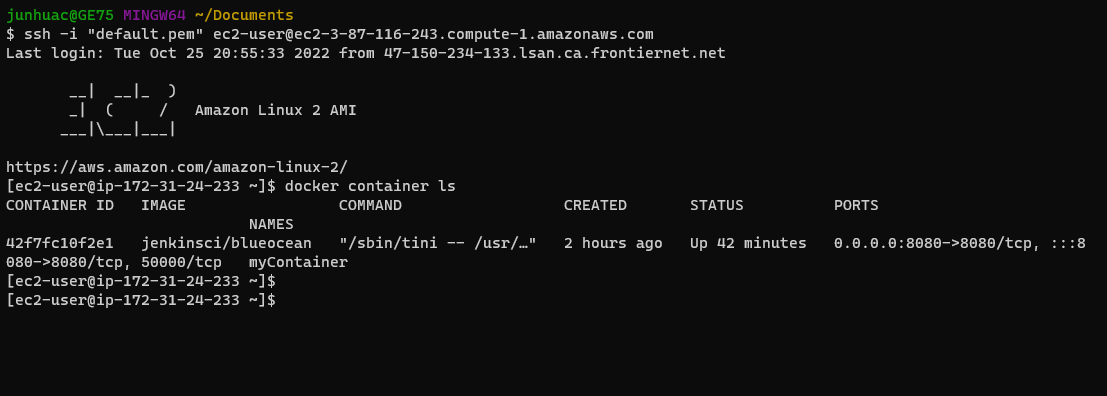 junhuac@GE75 MINGW64 ~/Documents
$ ssh -i "default.pem" ec2-user@ec2-3-87-116-243.compute-1.amazonaws.com
Last login: Tue Oct 25 20:55:33 2022 from 47-150-234-133.lsan.ca.frontiernet.net

       __|  __|_  )
       _|  (     /   Amazon Linux 2 AMI
      ___|\___|___|

https://aws.amazon.com/amazon-linux-2/
[ec2-user@ip-172-31-24-233 ~]$ docker container ls
CONTAINER ID   IMAGE                 COMMAND                  CREATED       STATUS          PORTS
                           NAMES
42f7fc10f2e1   jenkinsci/blueocean   "/sbin/tini -- /usr/…"   2 hours ago   Up 42 minutes   0.0.0.0:8080->8080/tcp, :::8
080->8080/tcp, 50000/tcp   myContainer
[ec2-user@ip-172-31-24-233 ~]$
[ec2-user@ip-172-31-24-233 ~]$